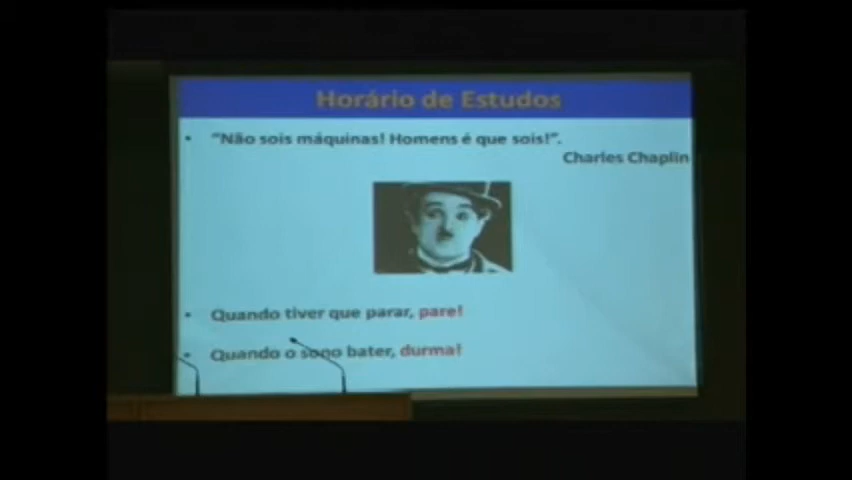 Horário de Estudos
• "Não sois máquinas! Homens é que sois!".
Charles Chaplin
• Quando tiver que parar, pare!
• Quando o sono bater, durma!